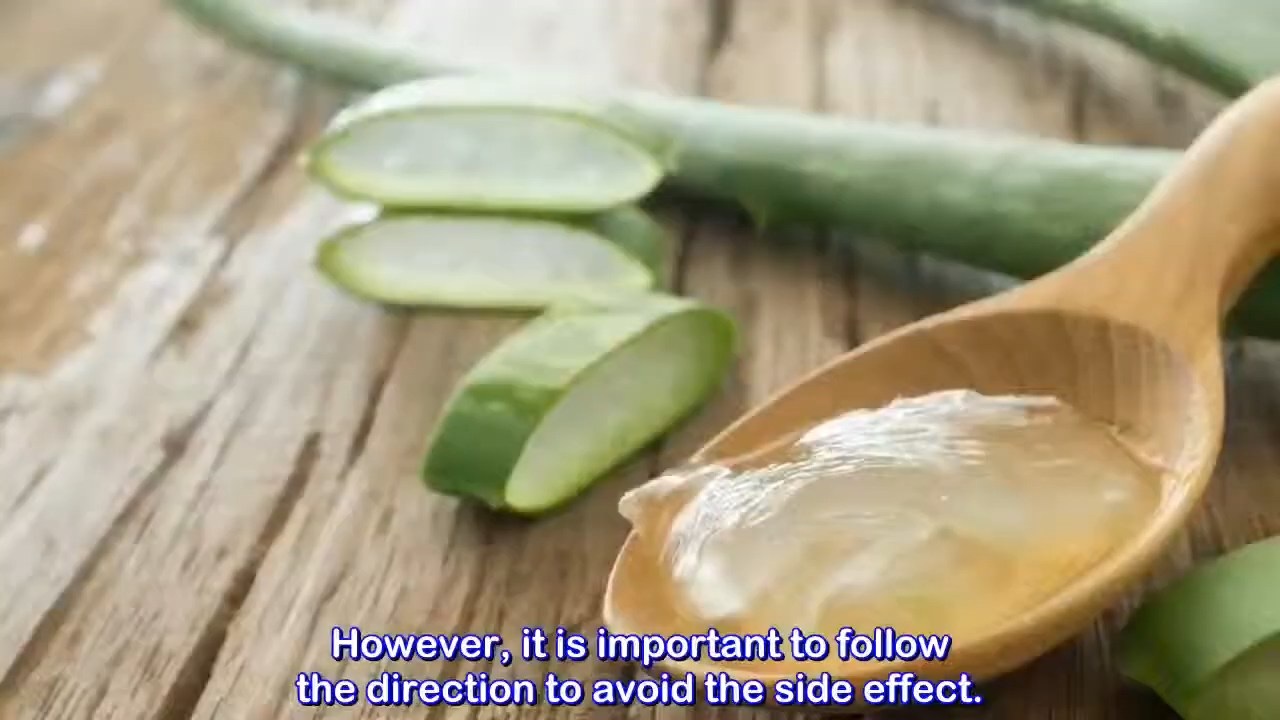 However, it is important to follow
the direction to avoid the side effect.